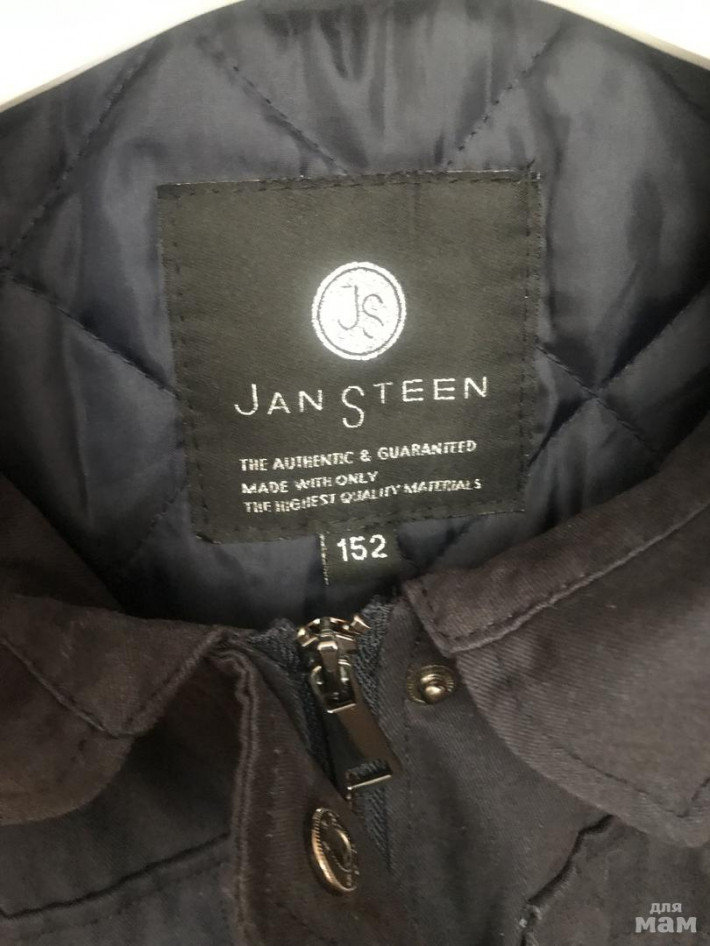 JS
JAN STEEN
THE AUTHENTIC & GUARANTEED
MADE WITH ONLY
THE HIGHEST QUALITY MATERIALS
152
для
мам